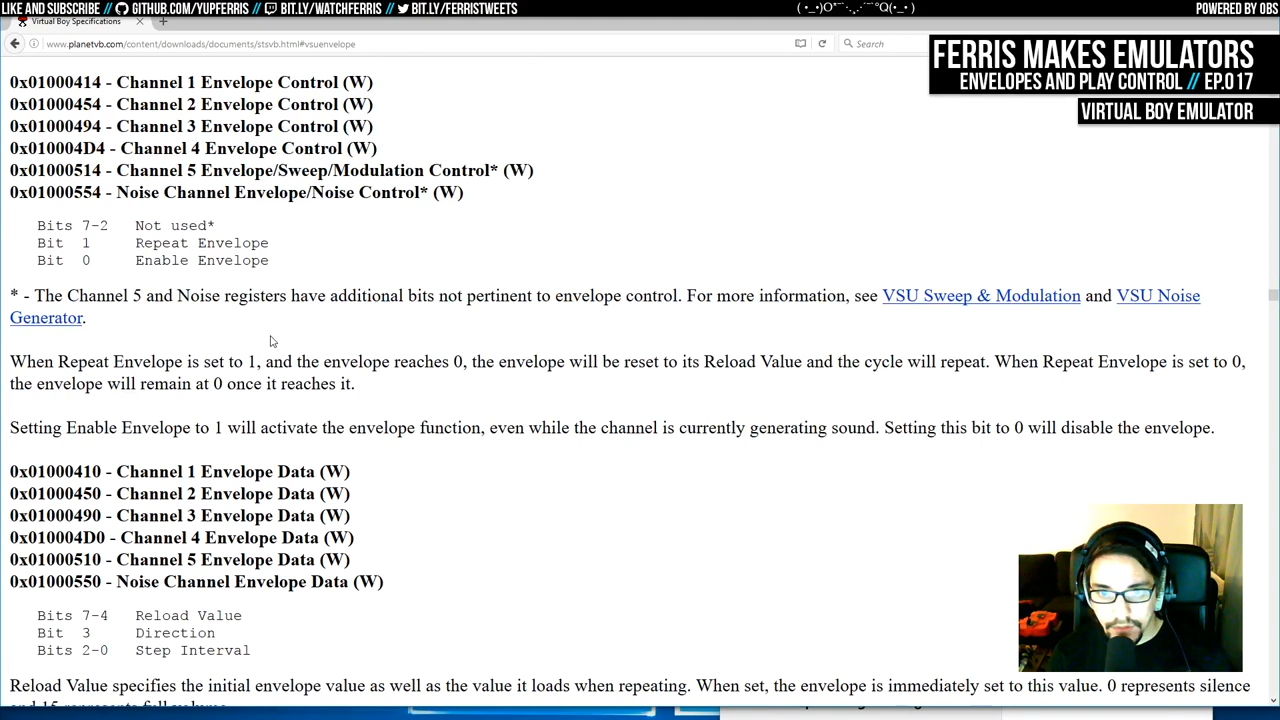 LIKE AND SUBSCRIBE // GITHUB.COM/YUPFERRIS // BIT.LY/WATCHFERRIS // BIT.LY/FERRISTWEETS
POWERED BY OBS
Virtual Boy Specifications
www.planetvb.com/content/downloads/documents/stsvb.html#vsuenvelope
Search
FERRIS MAKES EMULATORS
ENVELOPES AND PLAY CONTROL // EP.017
VIRTUAL BOY EMULATOR
0x01000414 - Channel 1 Envelope Control (W)
0x01000454 - Channel 2 Envelope Control (W)
0x01000494 - Channel 3 Envelope Control (W)
0x010004D4 - Channel 4 Envelope Control (W)
0x01000514 - Channel 5 Envelope/Sweep/Modulation Control* (W)
0x01000554 - Noise Channel Envelope/Noise Control* (W)
Bits 7-2 Not used*
Bit 1 Repeat Envelope
Bit 0 Enable Envelope
* - The Channel 5 and Noise registers have additional bits not pertinent to envelope control. For more information, see VSU Sweep & Modulation and VSU Noise
Generator.
When Repeat Envelope is set to 1, and the envelope reaches 0, the envelope will be reset to its Reload Value and the cycle will repeat. When Repeat Envelope is set to 0,
the envelope will remain at 0 once it reaches it.
Setting Enable Envelope to 1 will activate the envelope function, even while the channel is currently generating sound. Setting this bit to 0 will disable the envelope.
0x01000410 - Channel 1 Envelope Data (W)
0x01000450 - Channel 2 Envelope Data (W)
0x01000490 - Channel 3 Envelope Data (W)
0x010004D0 - Channel 4 Envelope Data (W)
0x01000510 - Channel 5 Envelope Data (W)
0x01000550 - Noise Channel Envelope Data (W)
Bits 7-4 Reload Value
Bit 3 Direction
Bits 2-0 Step Interval
Reload Value specifies the initial envelope value as well as the value it loads when repeating. When set, the envelope is immediately set to this value. 0 represents silence
and 15 represents full volume